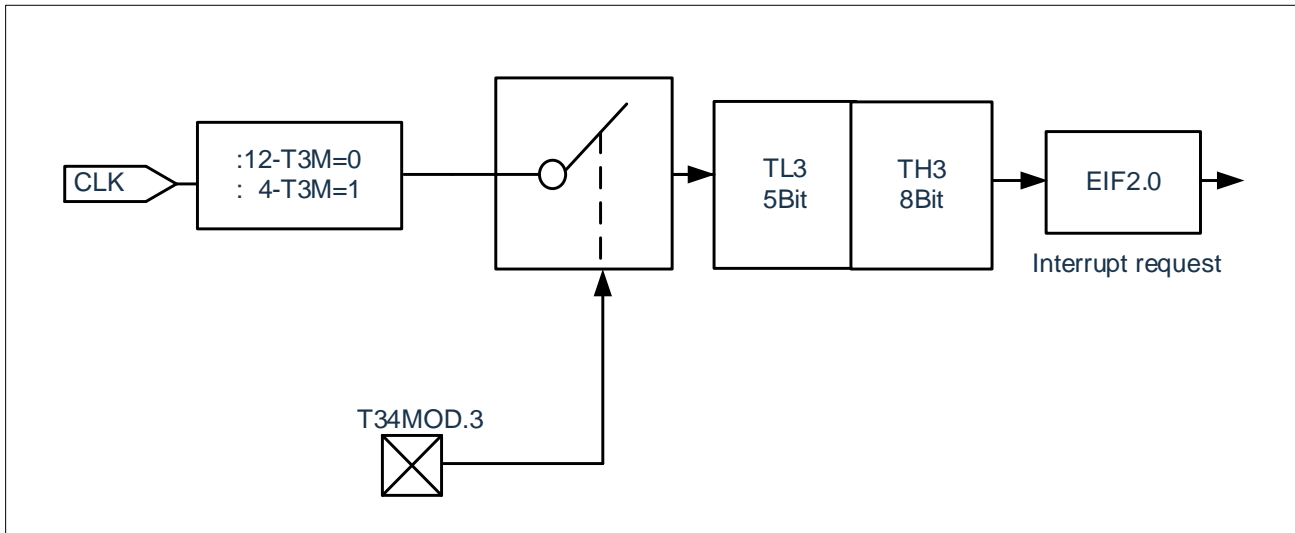 CLK
:12-T3M=0
: 4-T3M=1
TL3
5Bit
TH3
8Bit
EIF2.0
Interrupt request
T34MOD.3